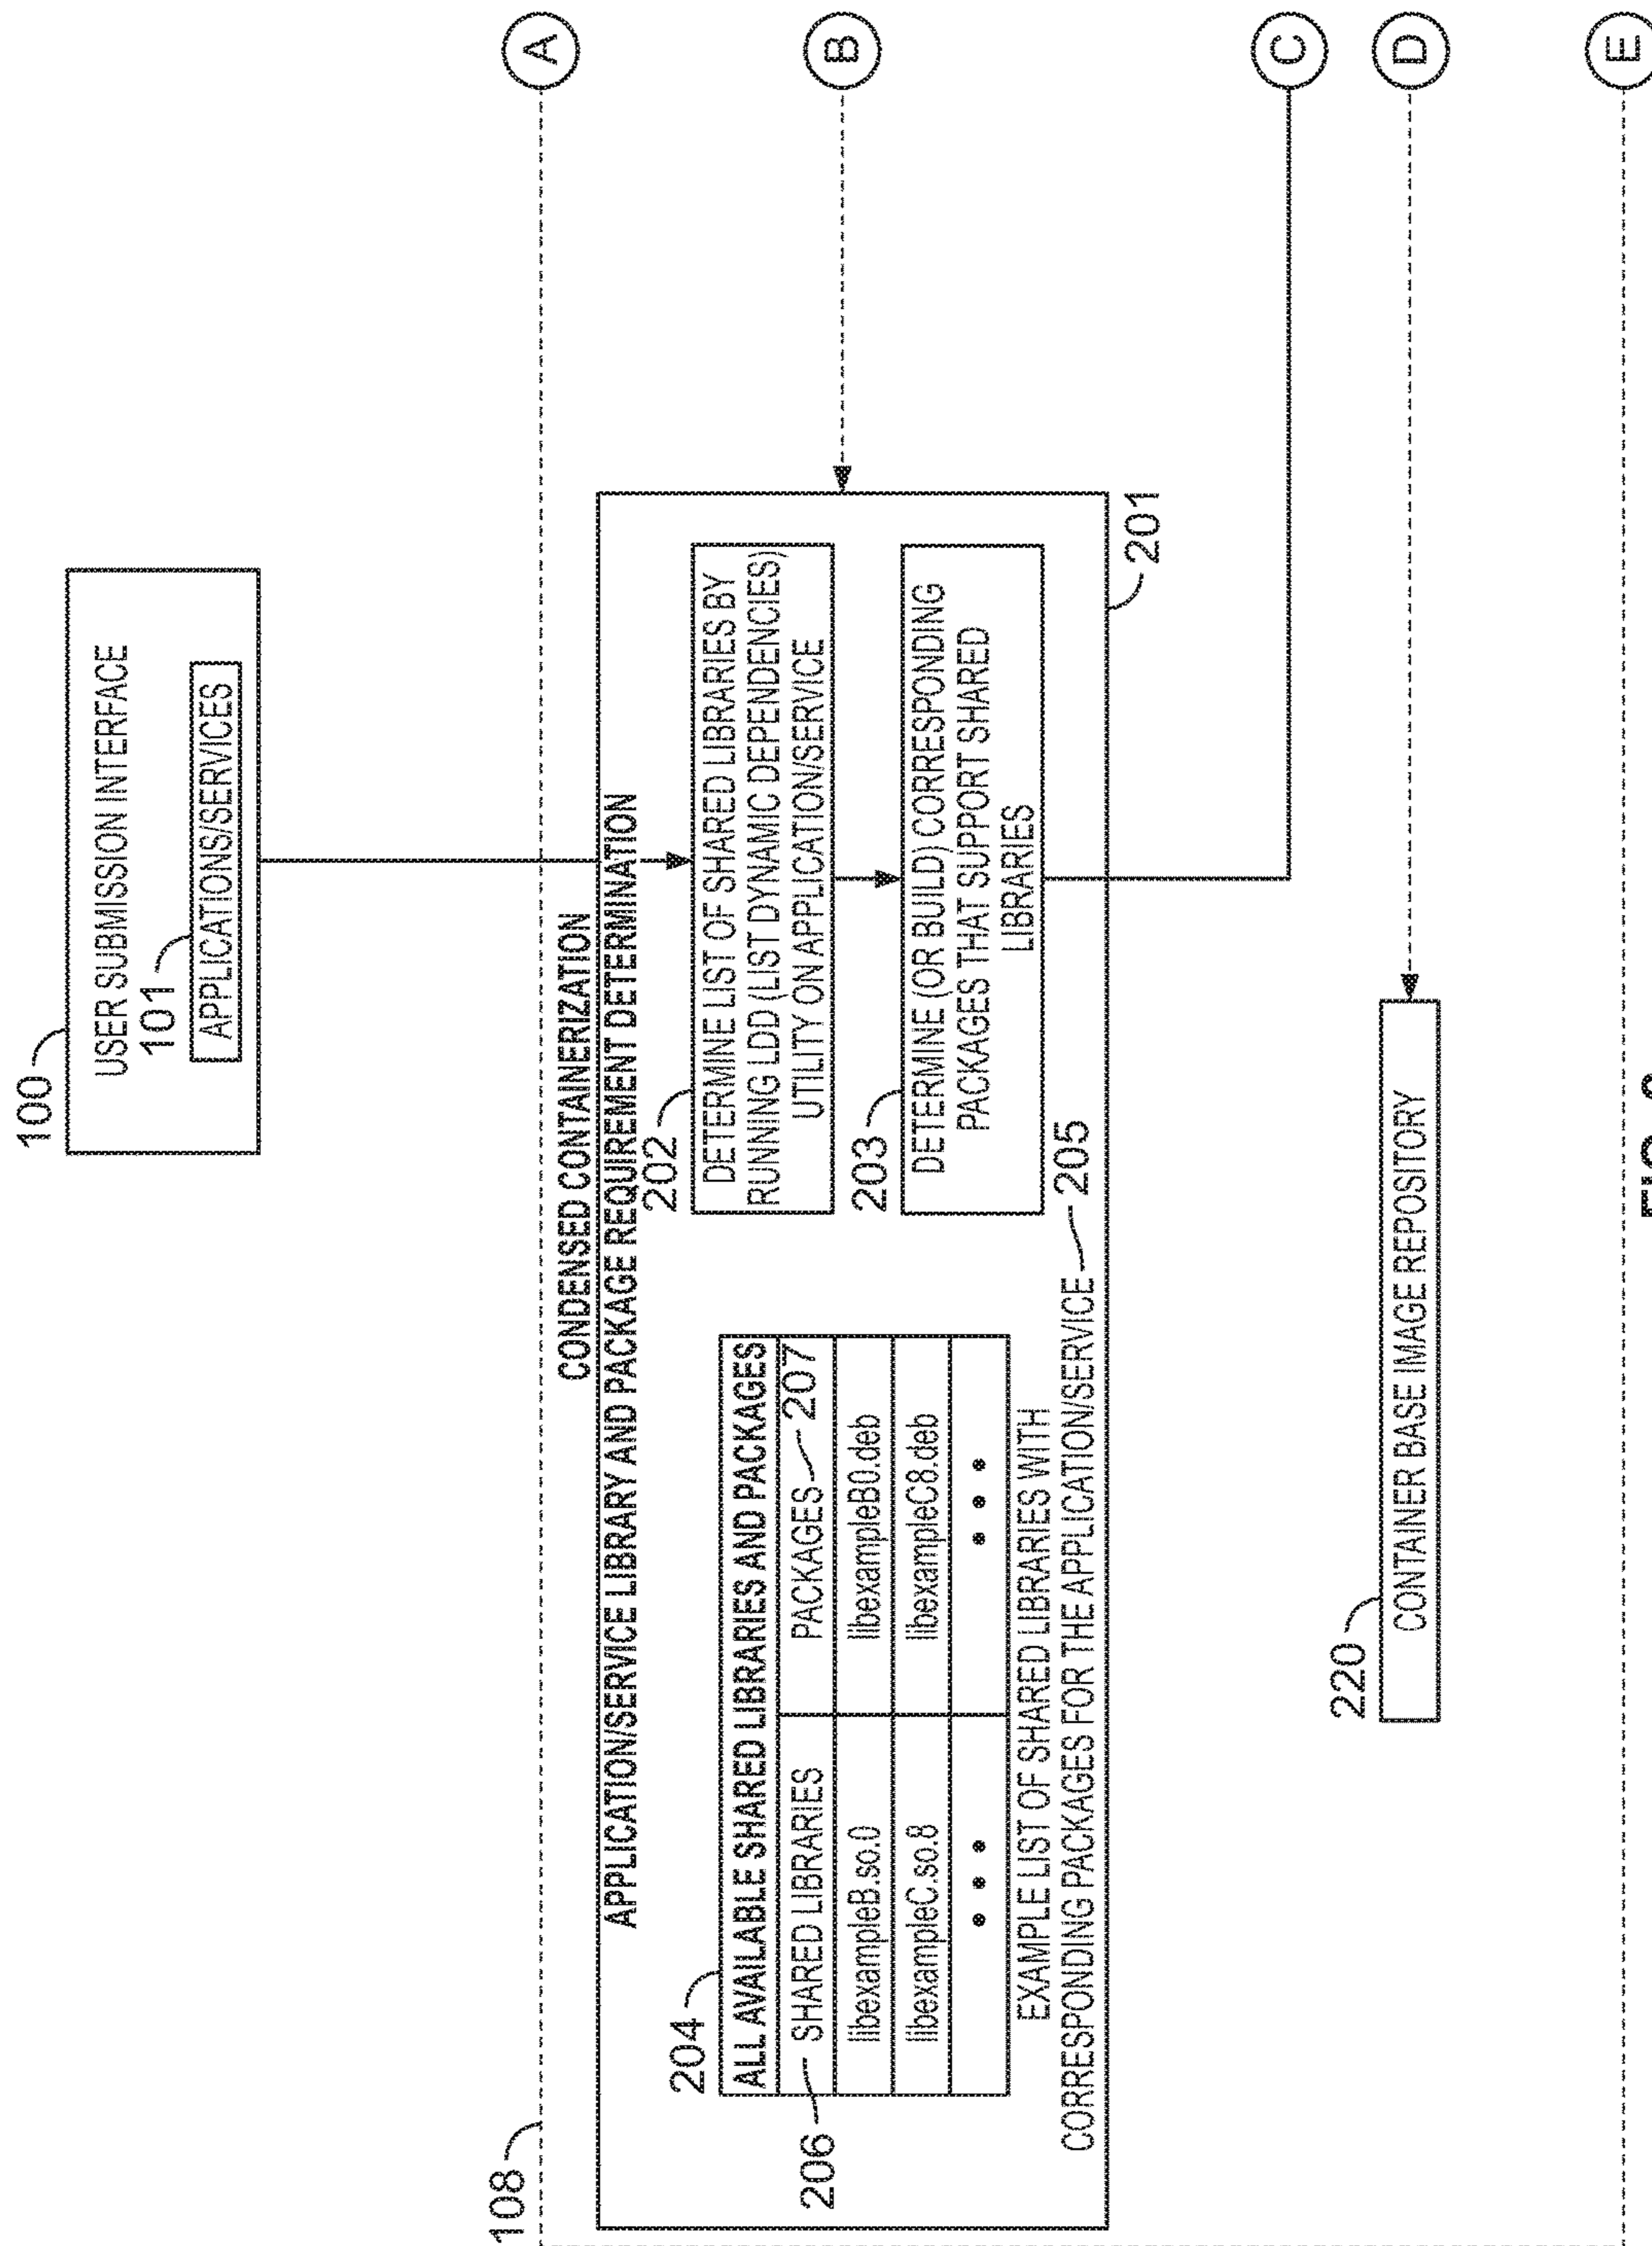 100
USER SUBMISSION INTERFACE
101
APPLICATIONS/SERVICES
108
A
CONDENSED CONTAINERIZATION
APPLICATION/SERVICE LIBRARY AND PACKAGE REQUIREMENT DETERMINATION
204
ALL AVAILABLE SHARED LIBRARIES AND PACKAGES
206
SHARED LIBRARIES
PACKAGES
207
libexampleB.so.0
libexampleB0.deb
libexampleC.so.8
libexampleC8.deb
• • •
• • •
EXAMPLE LIST OF SHARED LIBRARIES WITH
CORRESPONDING PACKAGES FOR THE APPLICATION/SERVICE
205
202
DETERMINE LIST OF SHARED LIBRARIES BY
RUNNING LDD (LIST DYNAMIC DEPENDENCIES)
UTILITY ON APPLICATION/SERVICE
203
DETERMINE (OR BUILD) CORRESPONDING
PACKAGES THAT SUPPORT SHARED
LIBRARIES
201
B
C
220
CONTAINER BASE IMAGE REPOSITORY
D
E